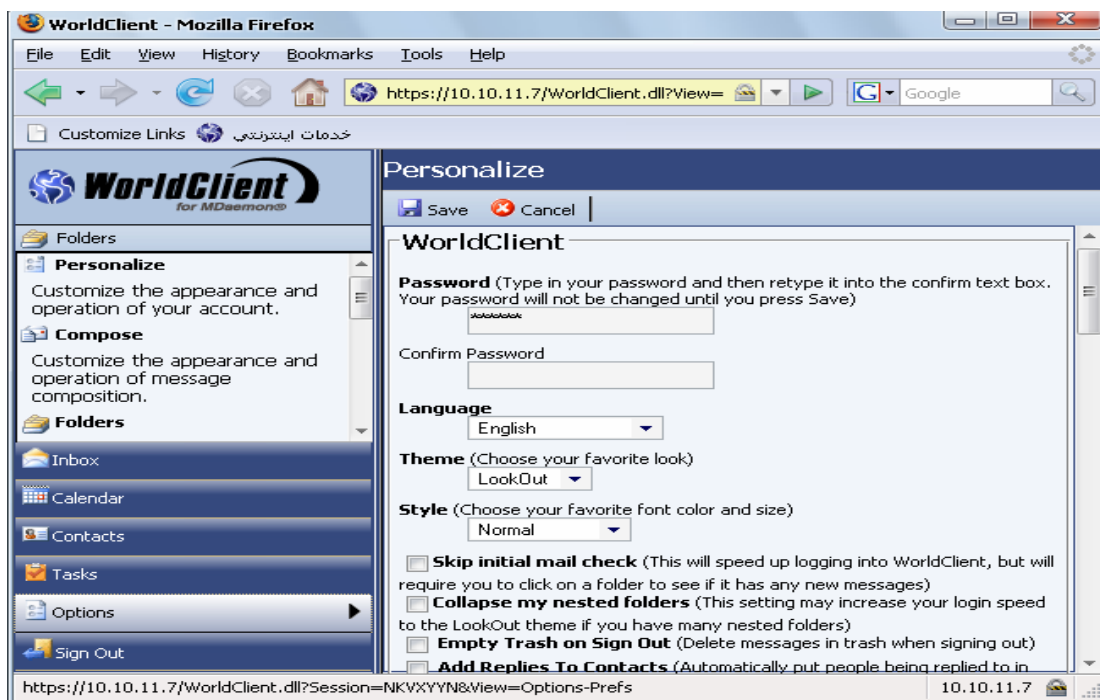 WorldClient - Mozilla Firefox
File Edit View History Bookmarks Tools Help
https://10.10.11.7/WorldClient.dll?View= G Google
Customize Links خدمات اينترنتي
WorldClient
for MDaemon®
Folders
Personalize
Customize the appearance and
operation of your account.
Compose
Customize the appearance and
operation of message
composition.
Folders
Inbox
Calendar
Contacts
Tasks
Options
Sign Out
Personalize
Save Cancel
WorldClient
Password (Type in your password and then retype it into the confirm text box.
Your password will not be changed until you press Save)
*******
Confirm Password
Language
English
Theme (Choose your favorite look)
LookOut
Style (Choose your favorite font color and size)
Normal
Skip initial mail check (This will speed up logging into WorldClient, but will
require you to click on a folder to see if it has any new messages)
Collapse my nested folders (This setting may increase your login speed
to the LookOut theme if you have many nested folders)
Empty Trash on Sign Out (Delete messages in trash when signing out)
Add Replies To Contacts (Automatically put people being replied to in
https://10.10.11.7/WorldClient.dll?Session=NKVXYYN&View=Options-Prefs 10.10.11.7